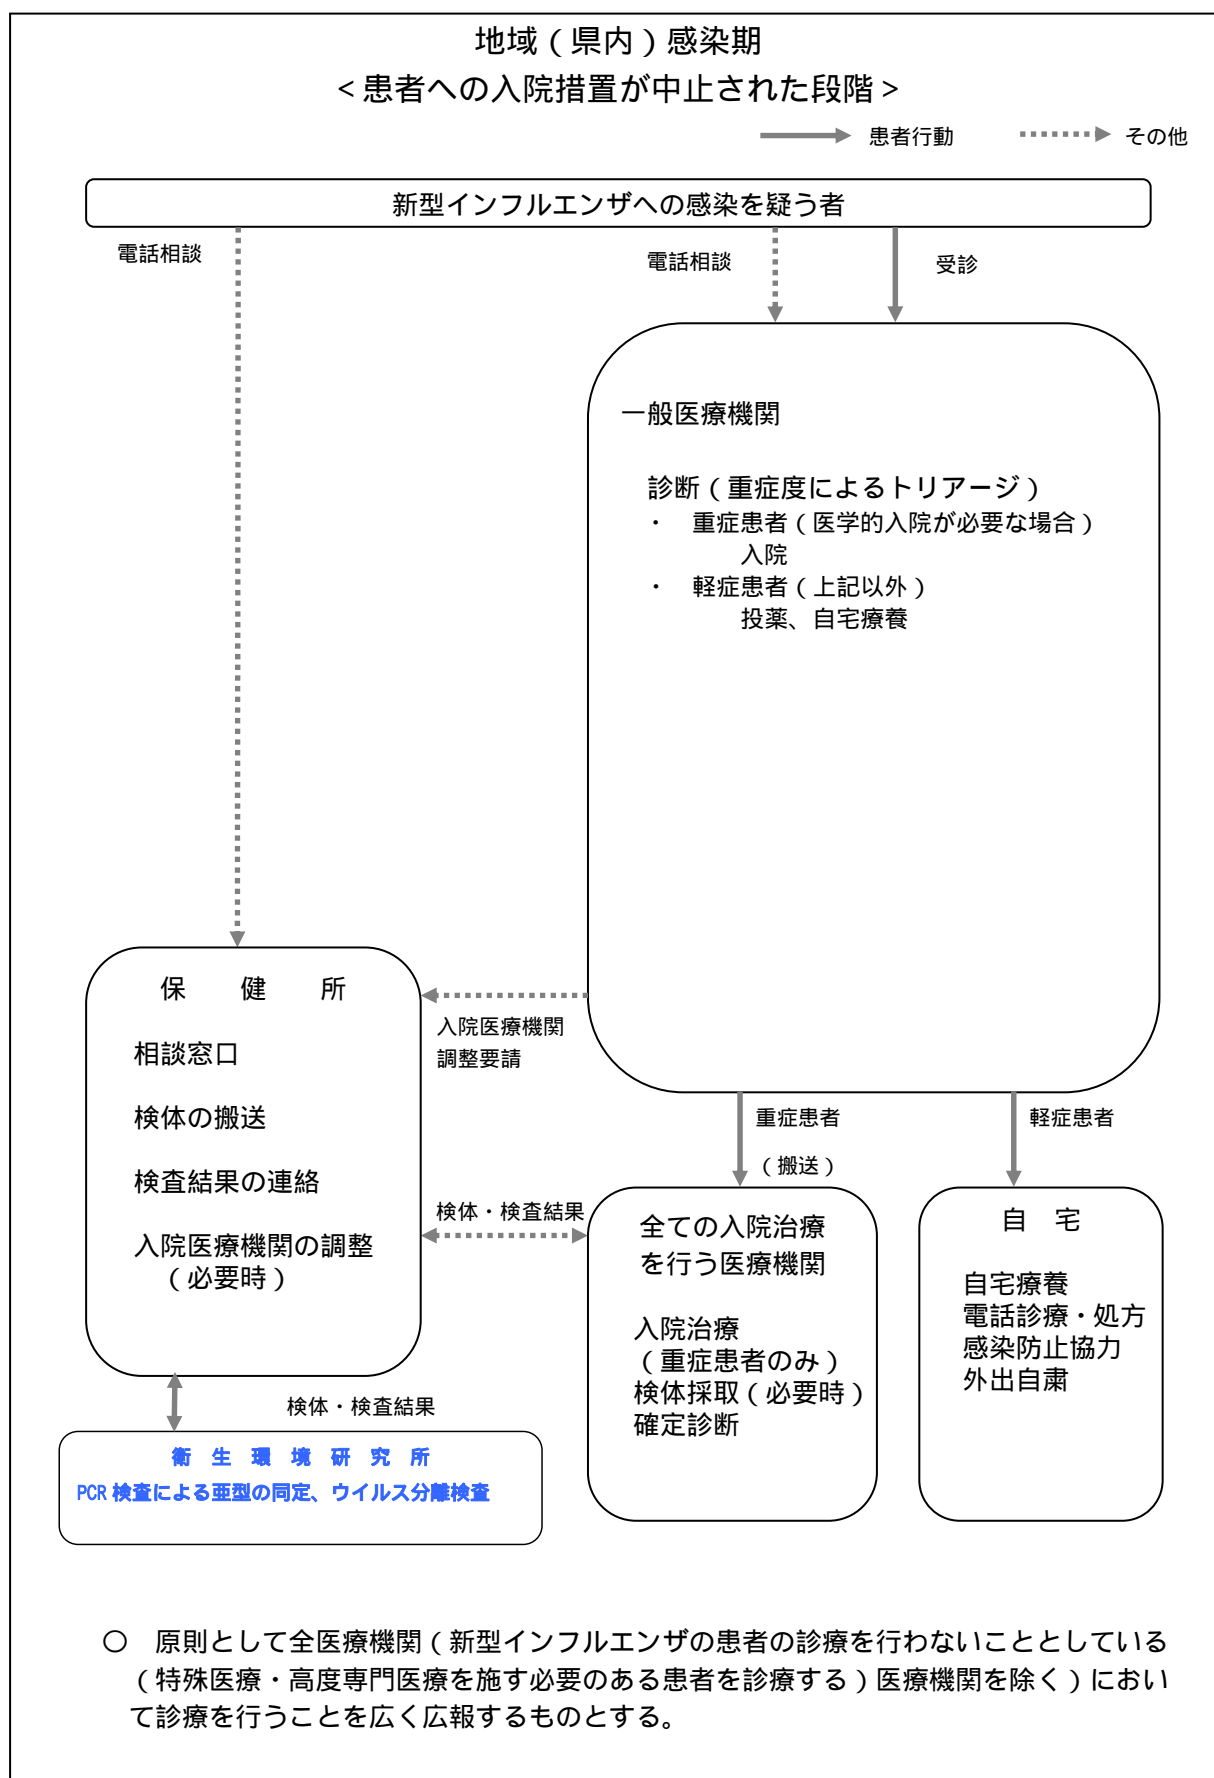 地域（県内）感染期
＜患者への入院措置が中止された段階＞
患者行動
その他
新型インフルエンザへの感染を疑う者
電話相談
電話相談
受診
一般医療機関
診断（重症度によるトリアージ）
・　重症患者（医学的入院が必要な場合）
入院
・　軽症患者（上記以外）
投薬、自宅療養
保　健　所
相談窓口
検体の搬送
検査結果の連絡
入院医療機関の調整
（必要時）
入院医療機関
調整要請
重症患者
（搬送）
軽症患者
検体・検査結果
全ての入院治療
を行う医療機関
入院治療
（重症患者のみ）
検体採取（必要時）
確定診断
自　宅
自宅療養
電話診療・処方
感染防止協力
外出自粛
検体・検査結果
衛　生　環　境　研　究　所
PCR 検査による亜型の同定、ウイルス分離検査
○　原則として全医療機関（新型インフルエンザの患者の診療を行わないこととしている
（特殊医療・高度専門医療を施す必要のある患者を診療する）医療機関を除く）におい
て診療を行うことを広く広報するものとする。